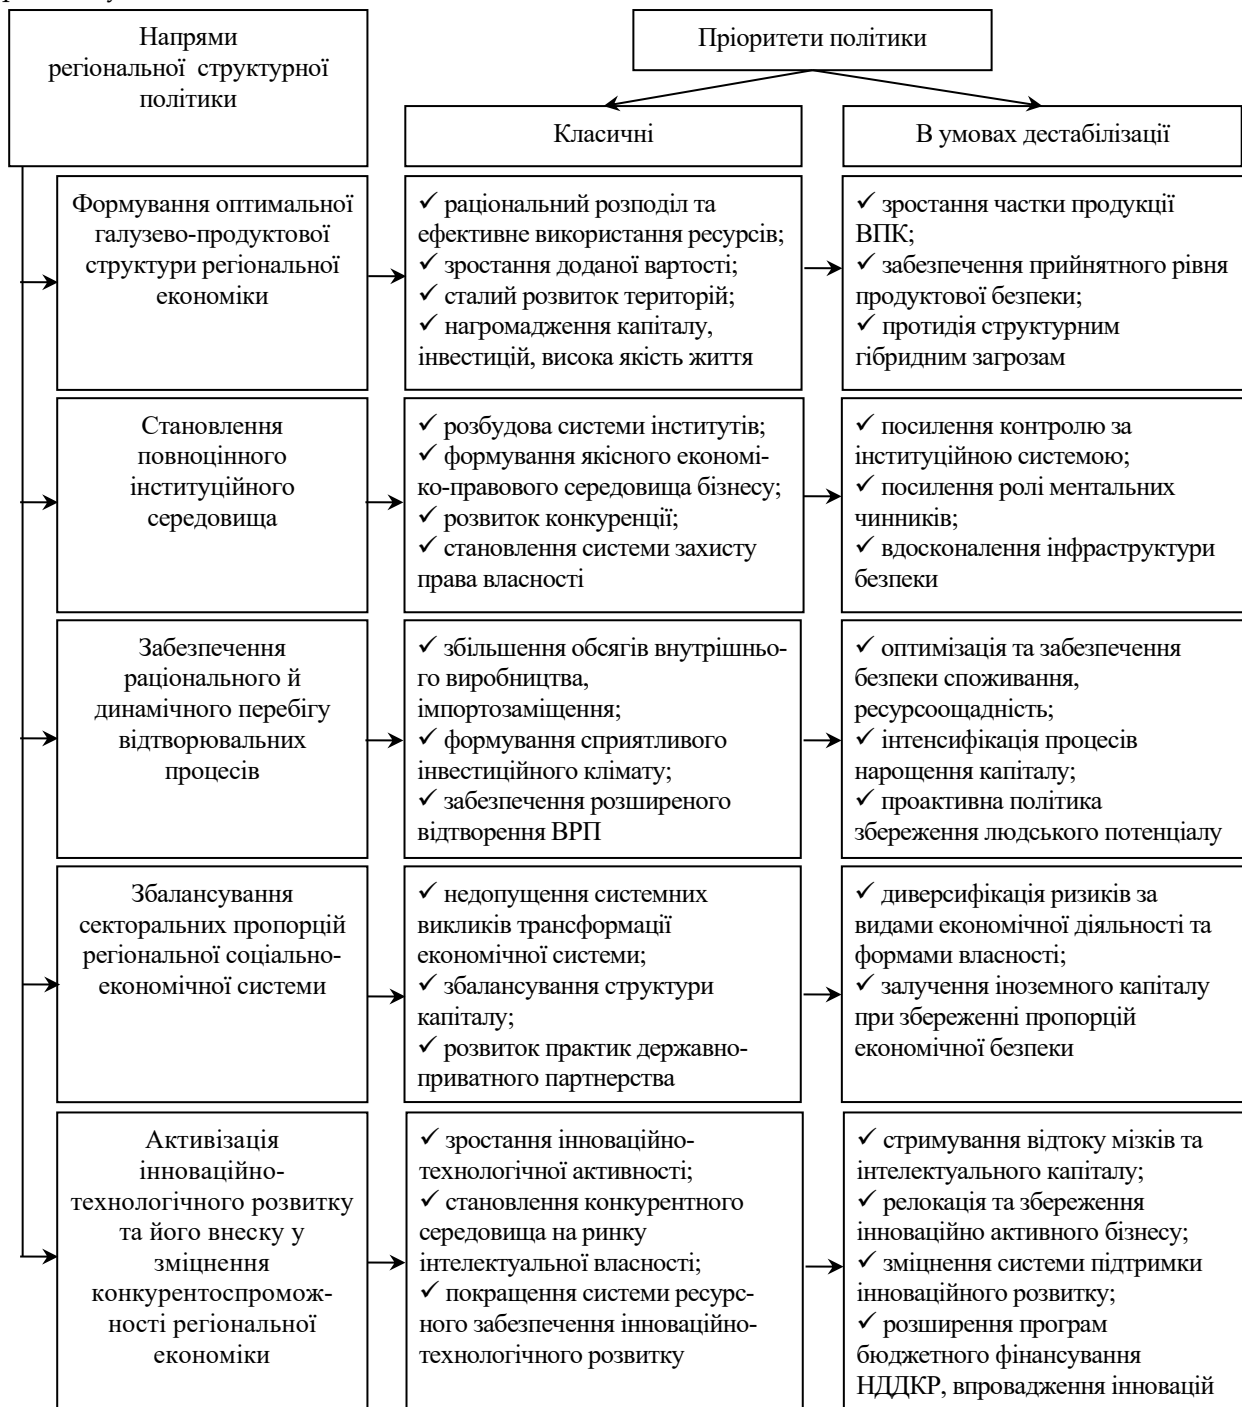 Напрями
регіональної структурної
політики
Пріоритети політики
Класичні
В умовах дестабілізації
Формування оптимальної
галузево-продуктової
структури регіональної
економіки
✓ раціональний розподіл та
ефективне використання ресурсів;
✓ зростання доданої вартості;
✓ сталий розвиток територій;
✓ нагромадження капіталу,
інвестицій, висока якість життя
✓ зростання частки продукції
ВПК;
✓ забезпечення прийнятного рівня
продуктової безпеки;
✓ протидія структурним
гібридним загрозам
Становлення
повноцінного
інституційного
середовища
✓ розбудова системи інститутів;
✓ формування якісного економі-
ко-правового середовища бізнесу;
✓ розвиток конкуренції;
✓ становлення системи захисту
права власності
✓ посилення контролю за
інституційною системою;
✓ посилення ролі ментальних
чинників;
✓ вдосконалення інфраструктури
безпеки
Забезпечення
раціонального й
динамічного перебігу
відтворювальних
процесів
✓ збільшення обсягів внутрішньо-
го виробництва,
імпортозаміщення;
✓ формування сприятливого
інвестиційного клімату;
✓ забезпечення розширеного
відтворення ВРП
✓ оптимізація та забезпечення
безпеки споживання,
ресурсоощадність;
✓ інтенсифікація процесів
нарощення капіталу;
✓ проактивна політика
збереження людського потенціалу
Збалансування
секторальних пропорцій
регіональної соціально-
економічної системи
✓ недопущення системних
викликів трансформації
економічної системи;
✓ збалансування структури
капіталу;
✓ розвиток практик державно-
приватного партнерства
✓ диверсифікація ризиків за
видами економічної діяльності та
формами власності;
✓ залучення іноземного капіталу
при збереженні пропорцій
економічної безпеки
Активізація
інноваційно-
технологічного розвитку
та його внеску у
зміцнення
конкурентоспромож-
ності регіональної
економіки
✓ зростання інноваційно-
технологічної активності;
✓ становлення конкурентного
середовища на ринку
інтелектуальної власності;
✓ покращення системи ресурс-
ного забезпечення інноваційно-
технологічного розвитку
✓ стримування відтоку мізків та
інтелектуального капіталу;
✓ релокація та збереження
інноваційно активного бізнесу;
✓ зміцнення системи підтримки
інноваційного розвитку;
✓ розширення програм
бюджетного фінансування
НДДКР, впровадження інновацій